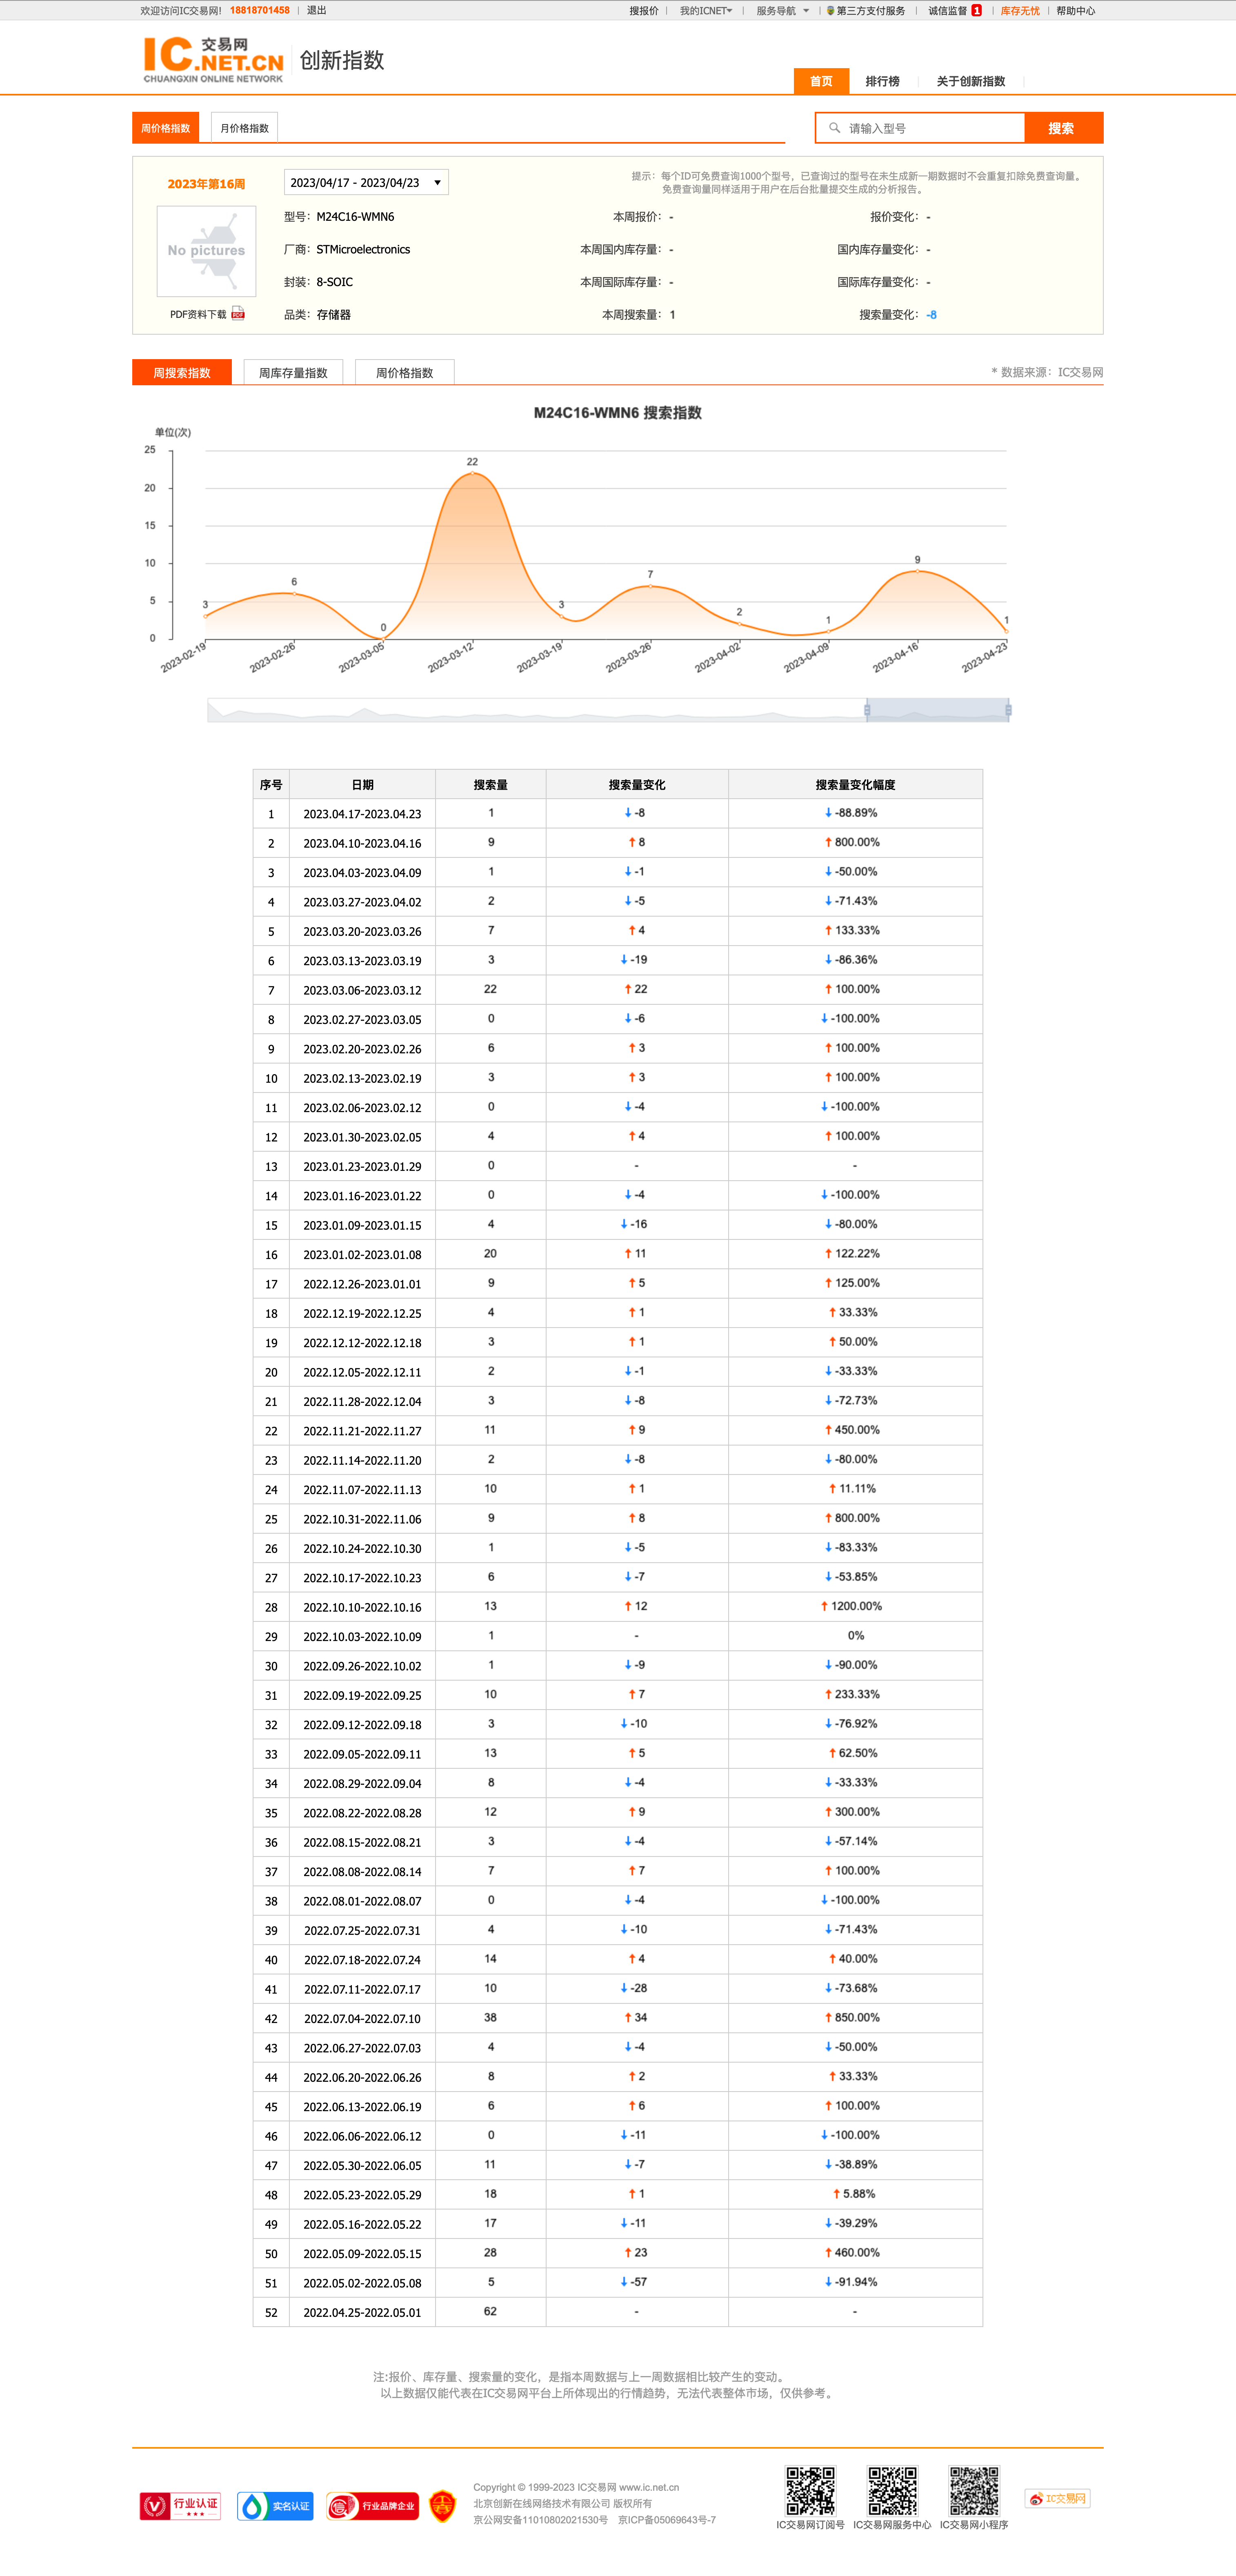 欢迎访问IC交易网! 18818701458 | 退出 搜报价 | 我的ICNET | 服务导航 | 第三方支付服务 | 诚信监督 1 | 库存无忧 | 帮助中心
IC 交易网 .NET.CN
CHUANGXIN ONLINE NETWORK
创新指数
首页 排行榜 关于创新指数
周价格指数 月价格指数 请输入型号 搜索
2023年第16周 2023/04/17 - 2023/04/23
提示：每个ID可免费查询1000个型号，已查询过的型号在未生成新一期数据时不会重复扣除免费查询量。
免费查询量同样适用于用户在后台批量提交生成的分析报告。
No pictures
PDF资料下载 PDF
型号：M24C16-WMN6 本周报价：- 报价变化：-
厂商：STMicroelectronics 本周国内库存量：- 国内库存量变化：-
封装：8-SOIC 本周国际库存量：- 国际库存量变化：-
品类：存储器 本周搜索量：1 搜索量变化：-8
周搜索指数 周库存量指数 周价格指数 * 数据来源：IC交易网
M24C16-WMN6 搜索指数
单位(次)
25
20
15
10
5
0
3 6 0 22 3 7 2 1 9 1
2023-02-19 2023-02-26 2023-03-05 2023-03-12 2023-03-19 2023-03-26 2023-04-02 2023-04-09 2023-04-16 2023-04-23
序号 日期 搜索量 搜索量变化 搜索量变化幅度
1 2023.04.17-2023.04.23 1 ↓ -8 ↓ -88.89%
2 2023.04.10-2023.04.16 9 ↑ 8 ↑ 800.00%
3 2023.04.03-2023.04.09 1 ↓ -1 ↓ -50.00%
4 2023.03.27-2023.04.02 2 ↓ -5 ↓ -71.43%
5 2023.03.20-2023.03.26 7 ↑ 4 ↑ 133.33%
6 2023.03.13-2023.03.19 3 ↓ -19 ↓ -86.36%
7 2023.03.06-2023.03.12 22 ↑ 22 ↑ 100.00%
8 2023.02.27-2023.03.05 0 ↓ -6 ↓ -100.00%
9 2023.02.20-2023.02.26 6 ↑ 3 ↑ 100.00%
10 2023.02.13-2023.02.19 3 ↑ 3 ↑ 100.00%
11 2023.02.06-2023.02.12 0 ↓ -4 ↓ -100.00%
12 2023.01.30-2023.02.05 4 ↑ 4 ↑ 100.00%
13 2023.01.23-2023.01.29 0 - -
14 2023.01.16-2023.01.22 0 ↓ -4 ↓ -100.00%
15 2023.01.09-2023.01.15 4 ↓ -16 ↓ -80.00%
16 2023.01.02-2023.01.08 20 ↑ 11 ↑ 122.22%
17 2022.12.26-2023.01.01 9 ↑ 5 ↑ 125.00%
18 2022.12.19-2022.12.25 4 ↑ 1 ↑ 33.33%
19 2022.12.12-2022.12.18 3 ↑ 1 ↑ 50.00%
20 2022.12.05-2022.12.11 2 ↓ -1 ↓ -33.33%
21 2022.11.28-2022.12.04 3 ↓ -8 ↓ -72.73%
22 2022.11.21-2022.11.27 11 ↑ 9 ↑ 450.00%
23 2022.11.14-2022.11.20 2 ↓ -8 ↓ -80.00%
24 2022.11.07-2022.11.13 10 ↑ 1 ↑ 11.11%
25 2022.10.31-2022.11.06 9 ↑ 8 ↑ 800.00%
26 2022.10.24-2022.10.30 1 ↓ -5 ↓ -83.33%
27 2022.10.17-2022.10.23 6 ↓ -7 ↓ -53.85%
28 2022.10.10-2022.10.16 13 ↑ 12 ↑ 1200.00%
29 2022.10.03-2022.10.09 1 - 0%
30 2022.09.26-2022.10.02 1 ↓ -9 ↓ -90.00%
31 2022.09.19-2022.09.25 10 ↑ 7 ↑ 233.33%
32 2022.09.12-2022.09.18 3 ↓ -10 ↓ -76.92%
33 2022.09.05-2022.09.11 13 ↑ 5 ↑ 62.50%
34 2022.08.29-2022.09.04 8 ↓ -4 ↓ -33.33%
35 2022.08.22-2022.08.28 12 ↑ 9 ↑ 300.00%
36 2022.08.15-2022.08.21 3 ↓ -4 ↓ -57.14%
37 2022.08.08-2022.08.14 7 ↑ 7 ↑ 100.00%
38 2022.08.01-2022.08.07 0 ↓ -4 ↓ -100.00%
39 2022.07.25-2022.07.31 4 ↓ -10 ↓ -71.43%
40 2022.07.18-2022.07.24 14 ↑ 4 ↑ 40.00%
41 2022.07.11-2022.07.17 10 ↓ -28 ↓ -73.68%
42 2022.07.04-2022.07.10 38 ↑ 34 ↑ 850.00%
43 2022.06.27-2022.07.03 4 ↓ -4 ↓ -50.00%
44 2022.06.20-2022.06.26 8 ↑ 2 ↑ 33.33%
45 2022.06.13-2022.06.19 6 ↑ 6 ↑ 100.00%
46 2022.06.06-2022.06.12 0 ↓ -11 ↓ -100.00%
47 2022.05.30-2022.06.05 11 ↓ -7 ↓ -38.89%
48 2022.05.23-2022.05.29 18 ↑ 1 ↑ 5.88%
49 2022.05.16-2022.05.22 17 ↓ -11 ↓ -39.29%
50 2022.05.09-2022.05.15 28 ↑ 23 ↑ 460.00%
51 2022.05.02-2022.05.08 5 ↓ -57 ↓ -91.94%
52 2022.04.25-2022.05.01 62 - -
注:报价、库存量、搜索量的变化，是指本周数据与上一周数据相比较产生的变动。
以上数据仅能代表在IC交易网平台上所体现出的行情趋势，无法代表整体市场，仅供参考。
行业认证 实名认证 行业品牌企业
Copyright © 1999-2023 IC交易网 www.ic.net.cn
北京创新在线网络技术有限公司 版权所有
京公网安备11010802021530号 京ICP备05069643号-7
IC交易网订阅号 IC交易网服务中心 IC交易网小程序
IC交易网